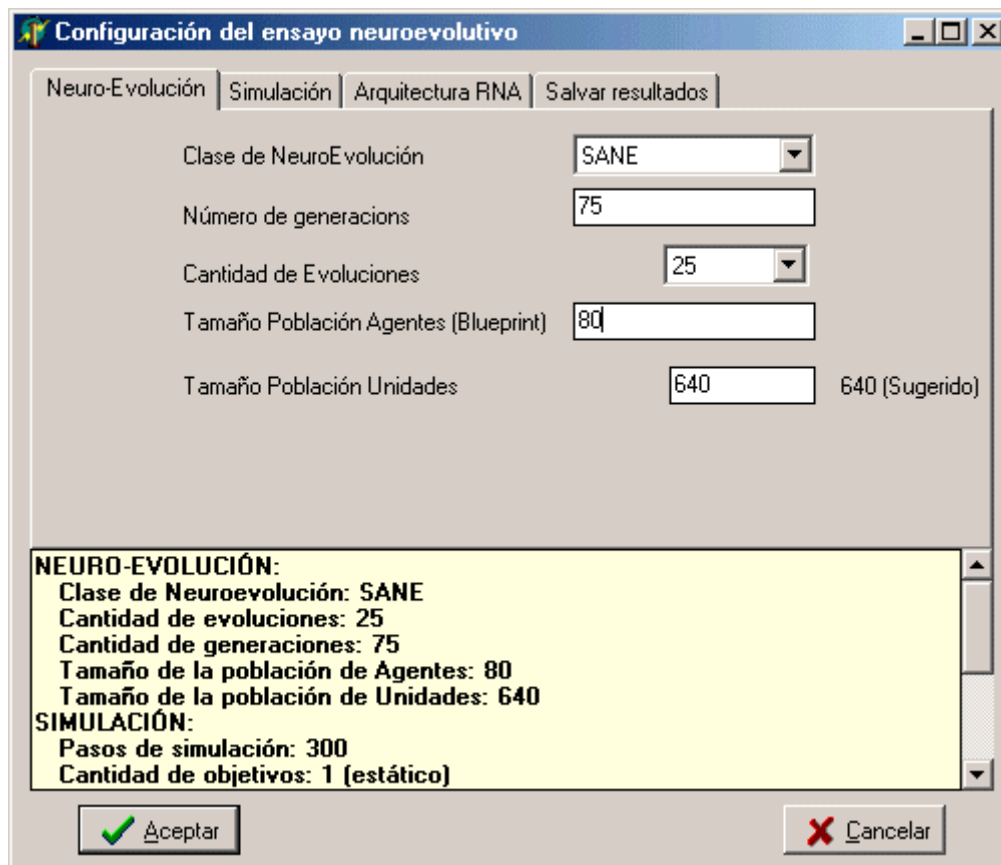 Configuración del ensayo neuroevolutivo
Neuro-Evolución Simulación Arquitectura RNA Salvar resultados
Clase de NeuroEvolución SANE
Número de generacions 75
Cantidad de Evoluciones 25
Tamaño Población Agentes (Blueprint) 80
Tamaño Población Unidades 640 640 (Sugerido)
NEURO-EVOLUCIÓN:
Clase de Neuroevolución: SANE
Cantidad de evoluciones: 25
Cantidad de generaciones: 75
Tamaño de la población de Agentes: 80
Tamaño de la población de Unidades: 640
SIMULACIÓN:
Pasos de simulación: 300
Cantidad de objetivos: 1 (estático)
Aceptar Cancelar